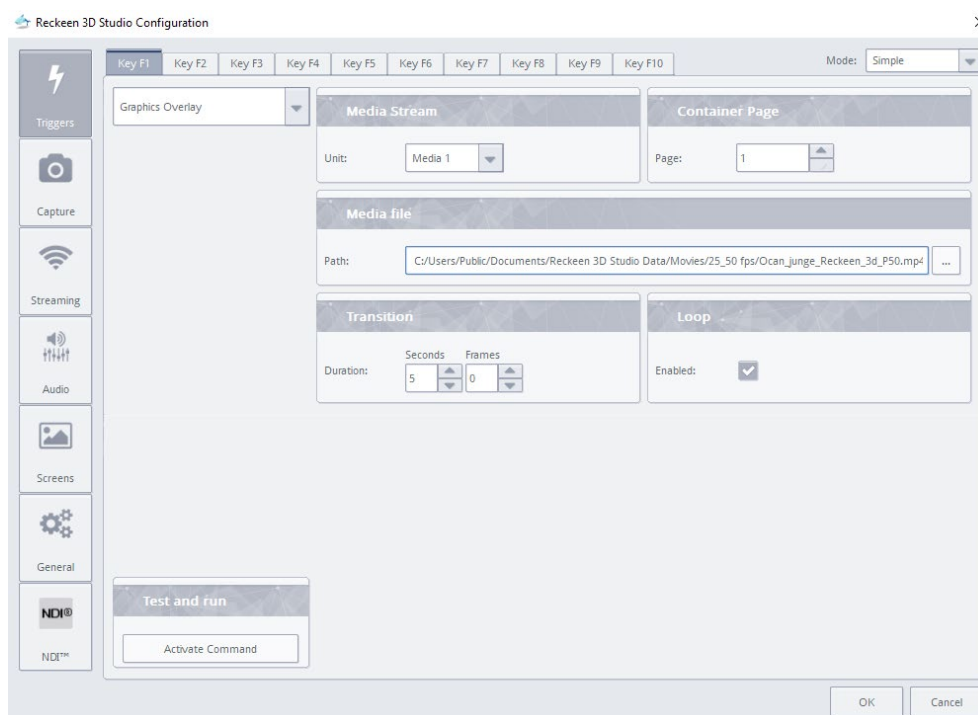 Reckeen 3D Studio Configuration
Key F1 Key F2 Key F3 Key F4 Key F5 Key F6 Key F7 Key F8 Key F9 Key F10
Mode: Simple
Triggers
Capture
Streaming
Audio
Screens
General
NDI®
NDI™
Graphics Overlay
Media Stream
Unit: Media 1
Container Page
Page: 1
Media file
Path: C:/Users/Public/Documents/Reckeen 3D Studio Data/Movies/25_50 fps/Ocan_junge_Reckeen_3d_P50.mp4 ...
Transition
Seconds Frames
Duration: 5 0
Loop
Enabled:
Test and run
Activate Command
OK Cancel